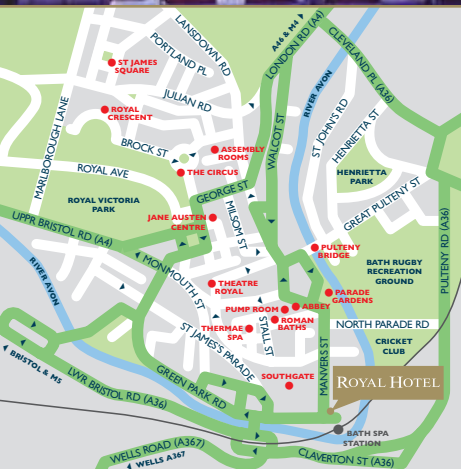 LANSDOWN RD
A46 & M4
LONDON RD (A4)
CLEVELAND PL (A36)
PORTLAND PL
ST JAMES
SQUARE
JULIAN RD
RIVER AVON
ROYAL
CRESCENT
MARLBOROUGH LANE
WALCOT ST
ST JOHN'S RD
HENRIETTA ST
BROCK ST
ASSEMBLY
ROOMS
ROYAL AVE
THE CIRCUS
HENRIETTA
PARK
GEORGE ST
ROYAL VICTORIA
PARK
JANE AUSTEN
CENTRE
MILSOM ST
GREAT PULTENY ST
PULTENY RD (A36)
UPPR BRISTOL RD (A4)
PULTENY
BRIDGE
RIVER AVON
MONMOUTH ST
BATH RUGBY
RECREATION
GROUND
THEATRE
ROYAL
PARADE
GARDENS
PUMP ROOM
ABBEY
ROMAN
BATHS
THERMAE
SPA
STALL ST
NORTH PARADE RD
ST JAMES'S PARADE
CRICKET
CLUB
MANVERS ST
BRISTOL & M5
LWR BRISTOL RD (A36)
GREEN PARK RD
SOUTHGATE
ROYAL HOTEL
BATH SPA
STATION
WELLS ROAD (A367)
WELLS A367
CLAVERTON ST (A36)